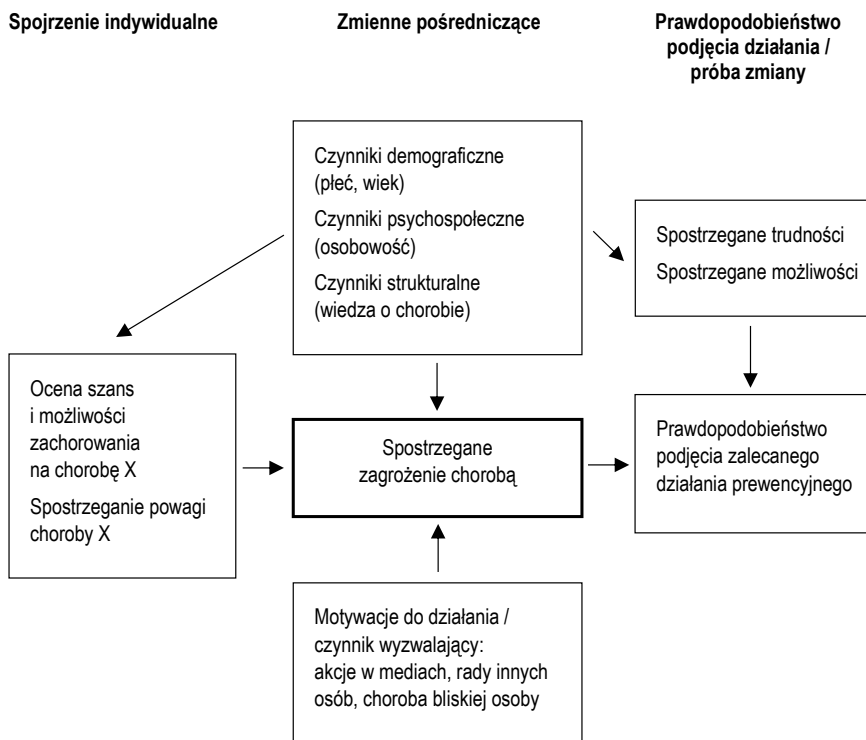 Spojrzenie indywidualne
Zmienne pośredniczące
Prawdopodobieństwo
podjęcia działania /
próba zmiany
Czynniki demograficzne
(płeć, wiek)
Czynniki psychospołeczne
(osobowość)
Czynniki strukturalne
(wiedza o chorobie)
Spostrzegane trudności
Spostrzegane możliwości
Ocena szans
i możliwości
zachorowania
na chorobę X
Spostrzeganie powagi
choroby X
Spostrzegane
zagrożenie chorobą
Prawdopodobieństwo
podjęcia zalecanego
działania prewencyjnego
Motywacje do działania /
czynnik wyzwalający:
akcje w mediach, rady innych
osób, choroba bliskiej osoby